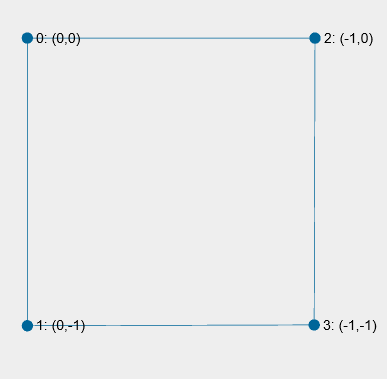 0: (0,0)
2: (-1,0)
1: (0,-1)
3: (-1,-1)